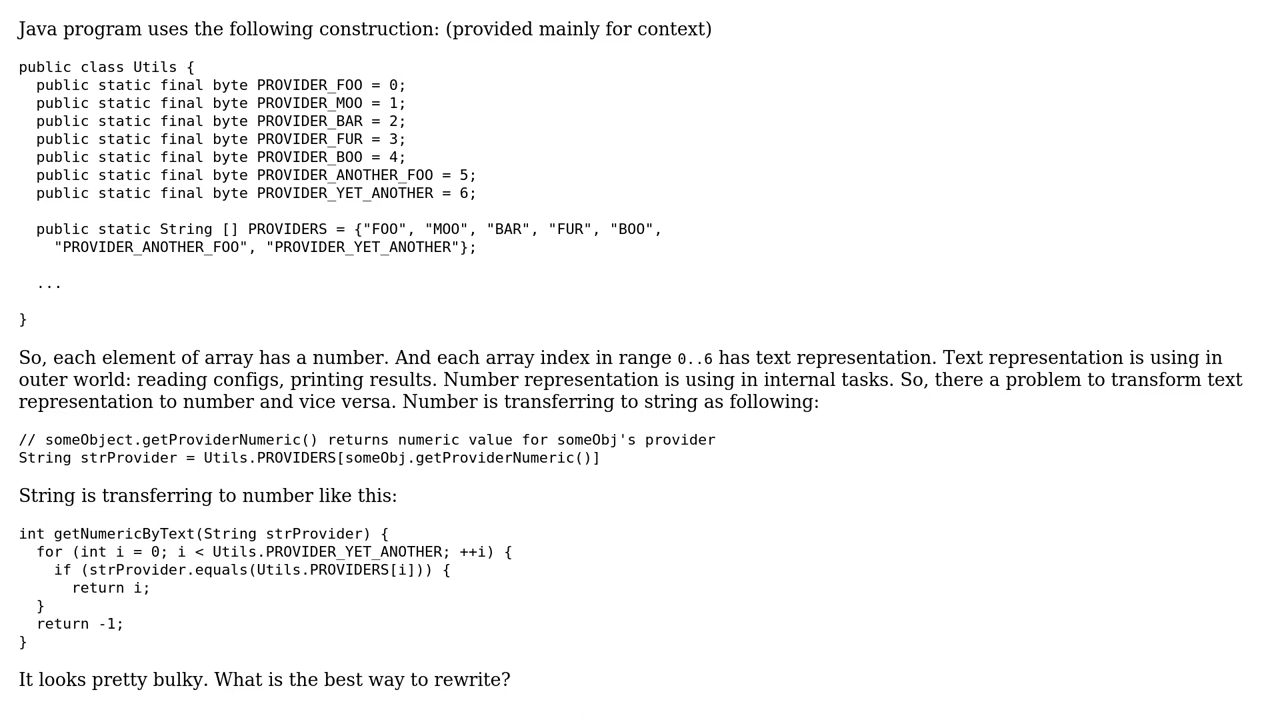 Java program uses the following construction: (provided mainly for context)
public class Utils {
  public static final byte PROVIDER_FOO = 0;
  public static final byte PROVIDER_MOO = 1;
  public static final byte PROVIDER_BAR = 2;
  public static final byte PROVIDER_FUR = 3;
  public static final byte PROVIDER_BOO = 4;
  public static final byte PROVIDER_ANOTHER_FOO = 5;
  public static final byte PROVIDER_YET_ANOTHER = 6;
  public static String [] PROVIDERS = {"FOO", "MOO", "BAR", "FUR", "BOO",
    "PROVIDER_ANOTHER_FOO", "PROVIDER_YET_ANOTHER"};
  ...
}
So, each element of array has a number. And each array index in range 0..6 has text representation. Text representation is using in
outer world: reading configs, printing results. Number representation is using in internal tasks. So, there a problem to transform text
representation to number and vice versa. Number is transferring to string as following:
// someObject.getProviderNumeric() returns numeric value for someObj's provider
String strProvider = Utils.PROVIDERS[someObj.getProviderNumeric()]
String is transferring to number like this:
int getNumericByText(String strProvider) {
  for (int i = 0; i < Utils.PROVIDER_YET_ANOTHER; ++i) {
    if (strProvider.equals(Utils.PROVIDERS[i])) {
      return i;
  }
  return -1;
}
It looks pretty bulky. What is the best way to rewrite?